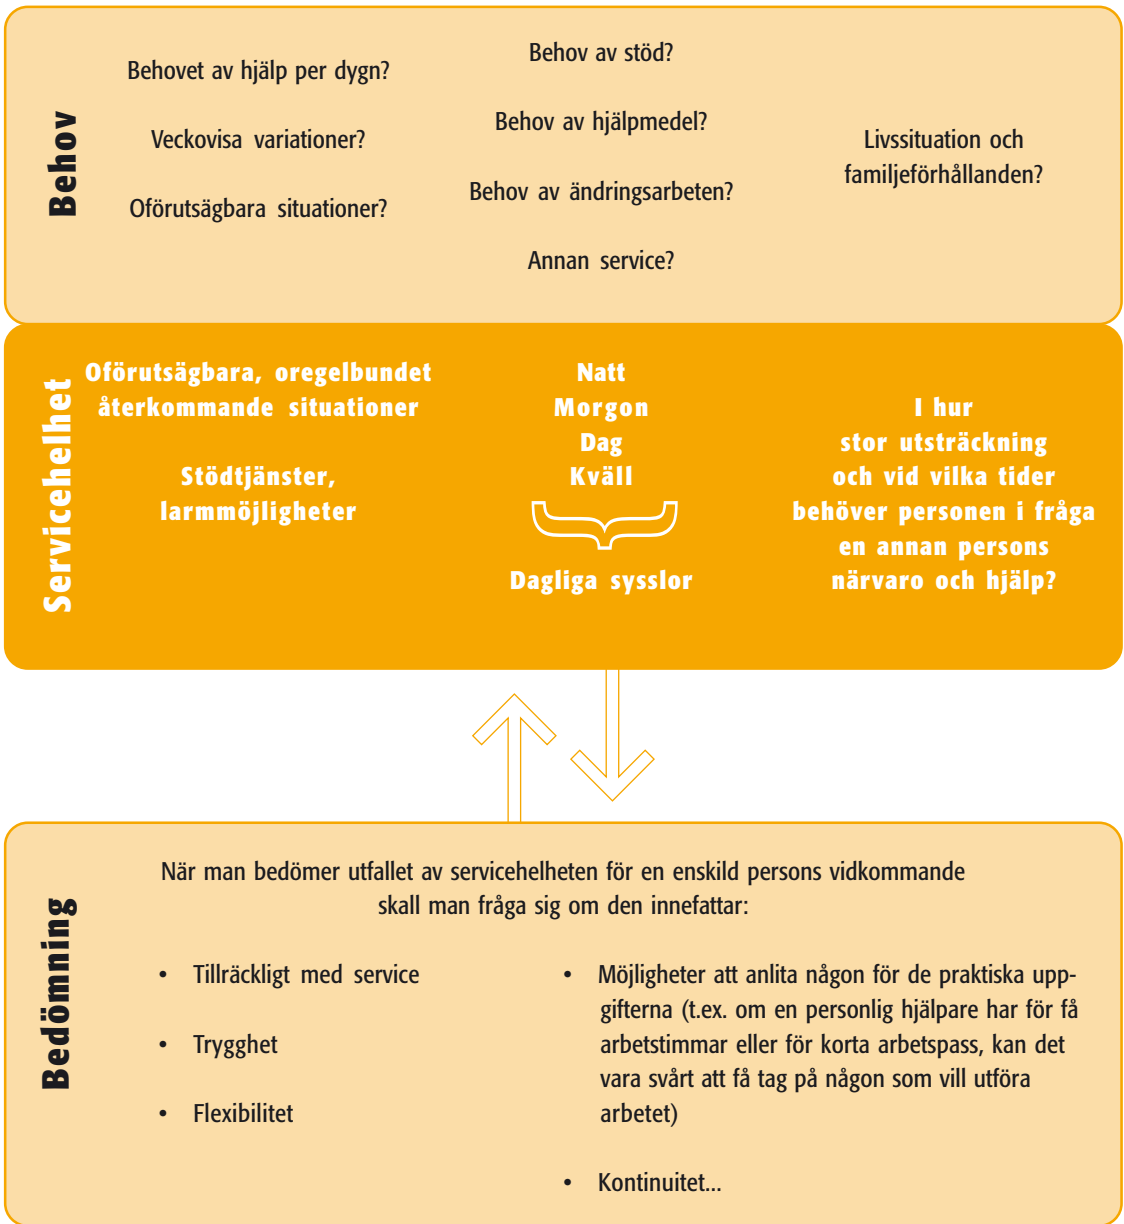 Behov
Behovet av hjälp per dygn?
Veckovisa variationer?
Oförutsägbara situationer?
Behov av stöd?
Behov av hjälpmedel?
Behov av ändringsarbeten?
Annan service?
Livssituation och
familjeförhållanden?
Servicehelhet
Oförutsägbara, oregelbundet
återkommande situationer
Stödtjänster,
larmmöjligheter
Natt
Morgon
Dag
Kväll
Dagliga sysslor
I hur
stor utsträckning
och vid vilka tider
behöver personen i fråga
en annan persons
närvaro och hjälp?
Bedömning
När man bedömer utfallet av servicehelheten för en enskild persons vidkommande
skall man fråga sig om den innefattar:
• Tillräckligt med service
• Trygghet
• Flexibilitet
• Möjligheter att anlita någon för de praktiska upp-
gifterna (t.ex. om en personlig hjälpare har för få
arbetstimmar eller för korta arbetspass, kan det
vara svårt att få tag på någon som vill utföra
arbetet)
• Kontinuitet...